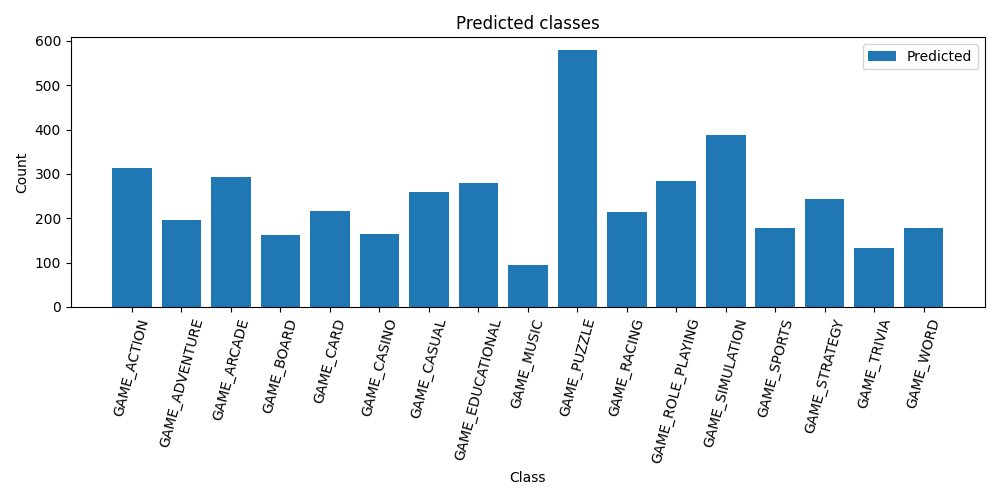 Predicted classes
Predicted
Count
600
500
400
300
200
100
0
GAME_ACTION
GAME_ADVENTURE
GAME_ARCADE
GAME_BOARD
GAME_CARD
GAME_CASINO
GAME_CASUAL
GAME_EDUCATIONAL
GAME_MUSIC
GAME_PUZZLE
GAME_RACING
GAME_ROLE_PLAYING
GAME_SIMULATION
GAME_SPORTS
GAME_STRATEGY
GAME_TRIVIA
GAME_WORD
Class